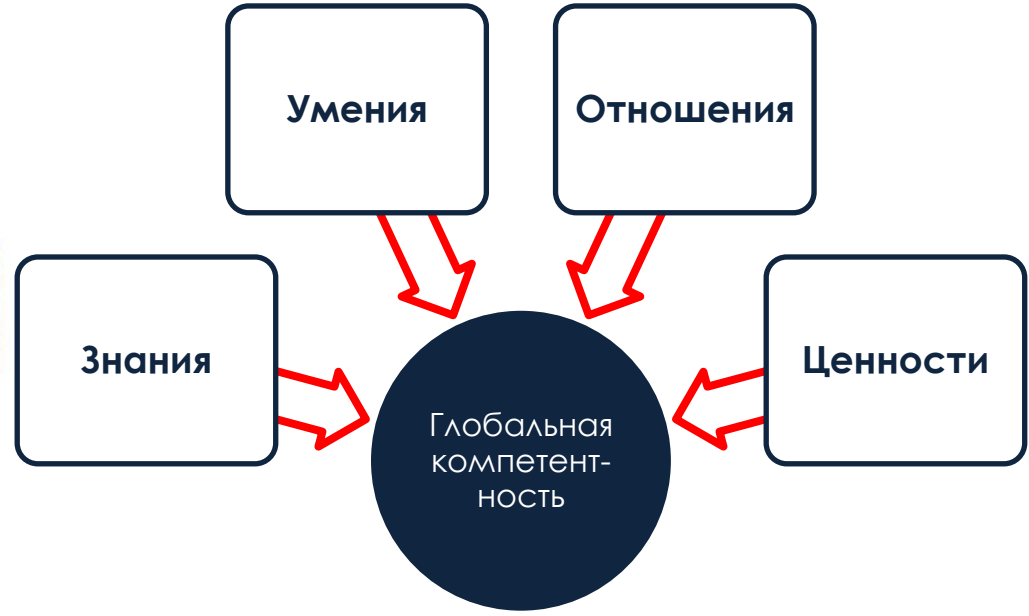 Умения
Отношения
Знания
Ценности
Глобальная
компетент-
ность